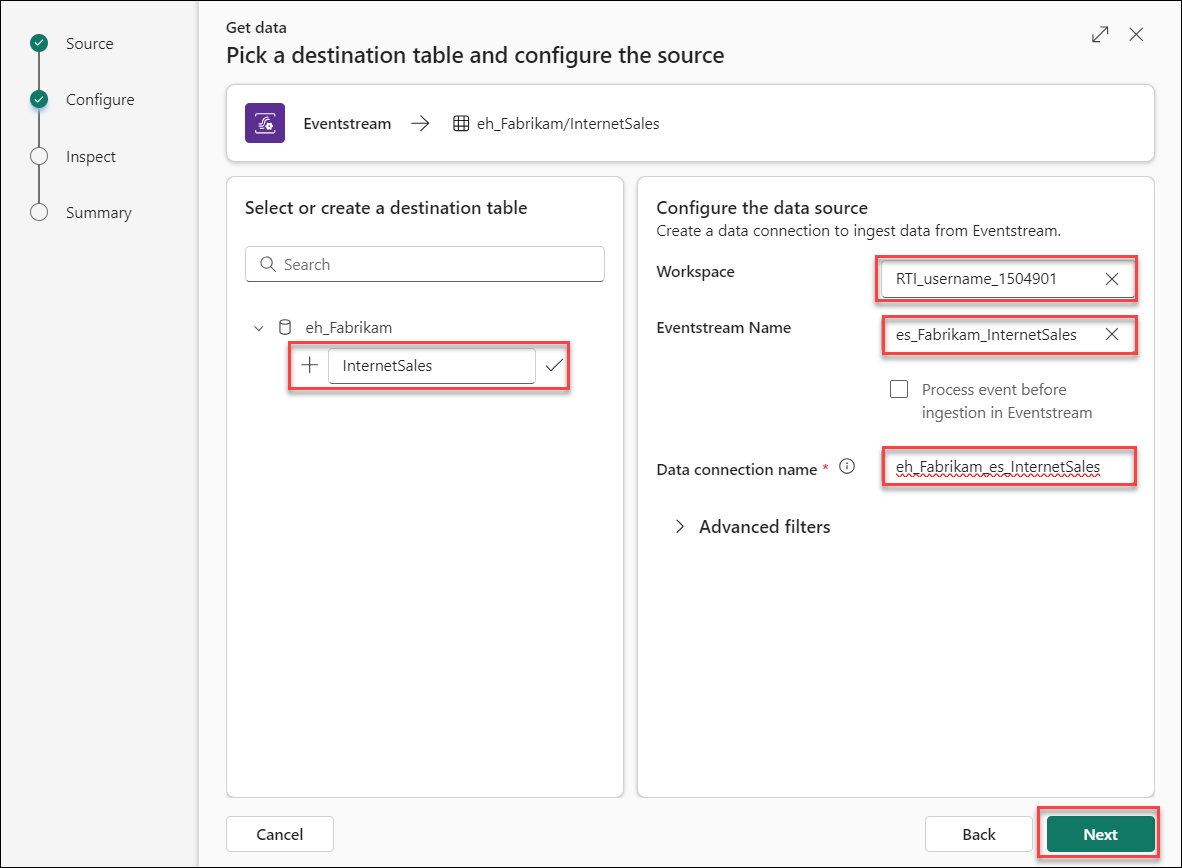 Source
Configure
Inspect
Summary
Get data
Pick a destination table and configure the source
Eventstream
eh_Fabrikam/InternetSales
Select or create a destination table
Search
eh_Fabrikam
InternetSales
Configure the data source
Create a data connection to ingest data from Eventstream.
Workspace
RTI_username_1504901
Eventstream Name
es_Fabrikam_InternetSales
Process event before
ingestion in Eventstream
Data connection name *
eh_Fabrikam_es_InternetSales
Advanced filters
Cancel
Back
Next